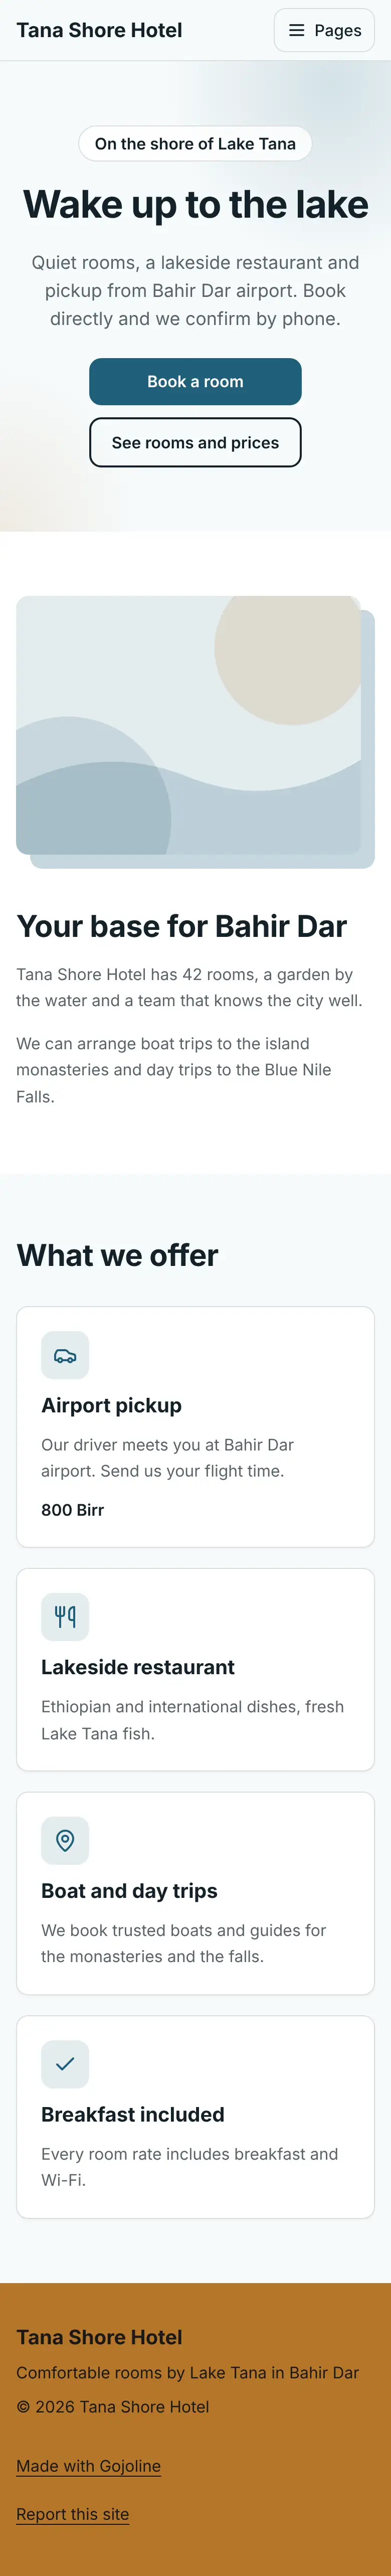 Tana Shore Hotel
Pages
On the shore of Lake Tana
Wake up to the lake
Quiet rooms, a lakeside restaurant and
pickup from Bahir Dar airport. Book
directly and we confirm by phone.
Book a room
See rooms and prices
Your base for Bahir Dar
Tana Shore Hotel has 42 rooms, a garden by
the water and a team that knows the city well.
We can arrange boat trips to the island
monasteries and day trips to the Blue Nile
Falls.
What we offer
Airport pickup
Our driver meets you at Bahir Dar
airport. Send us your flight time.
800 Birr
Lakeside restaurant
Ethiopian and international dishes, fresh
Lake Tana fish.
Boat and day trips
We book trusted boats and guides for
the monasteries and the falls.
Breakfast included
Every room rate includes breakfast and
Wi-Fi.
Tana Shore Hotel
Comfortable rooms by Lake Tana in Bahir Dar
© 2026 Tana Shore Hotel
Made with Gojoline
Report this site